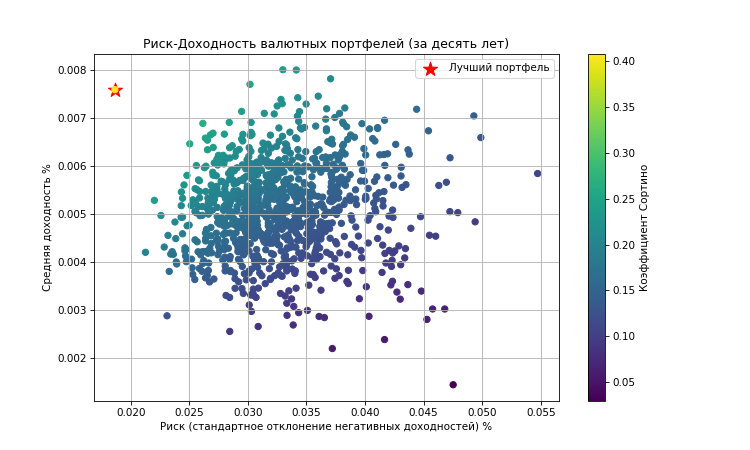 Риск-Доходность валютных портфелей (за десять лет)
Лучший портфель
Средняя доходность %
0.008
0.007
0.006
0.005
0.004
0.003
0.002
0.020 0.025 0.030 0.035 0.040 0.045 0.050 0.055
Риск (стандартное отклонение негативных доходностей) %
0.40
0.35
0.30
0.25
0.20
0.15
0.10
0.05
Коэффициент Сортино